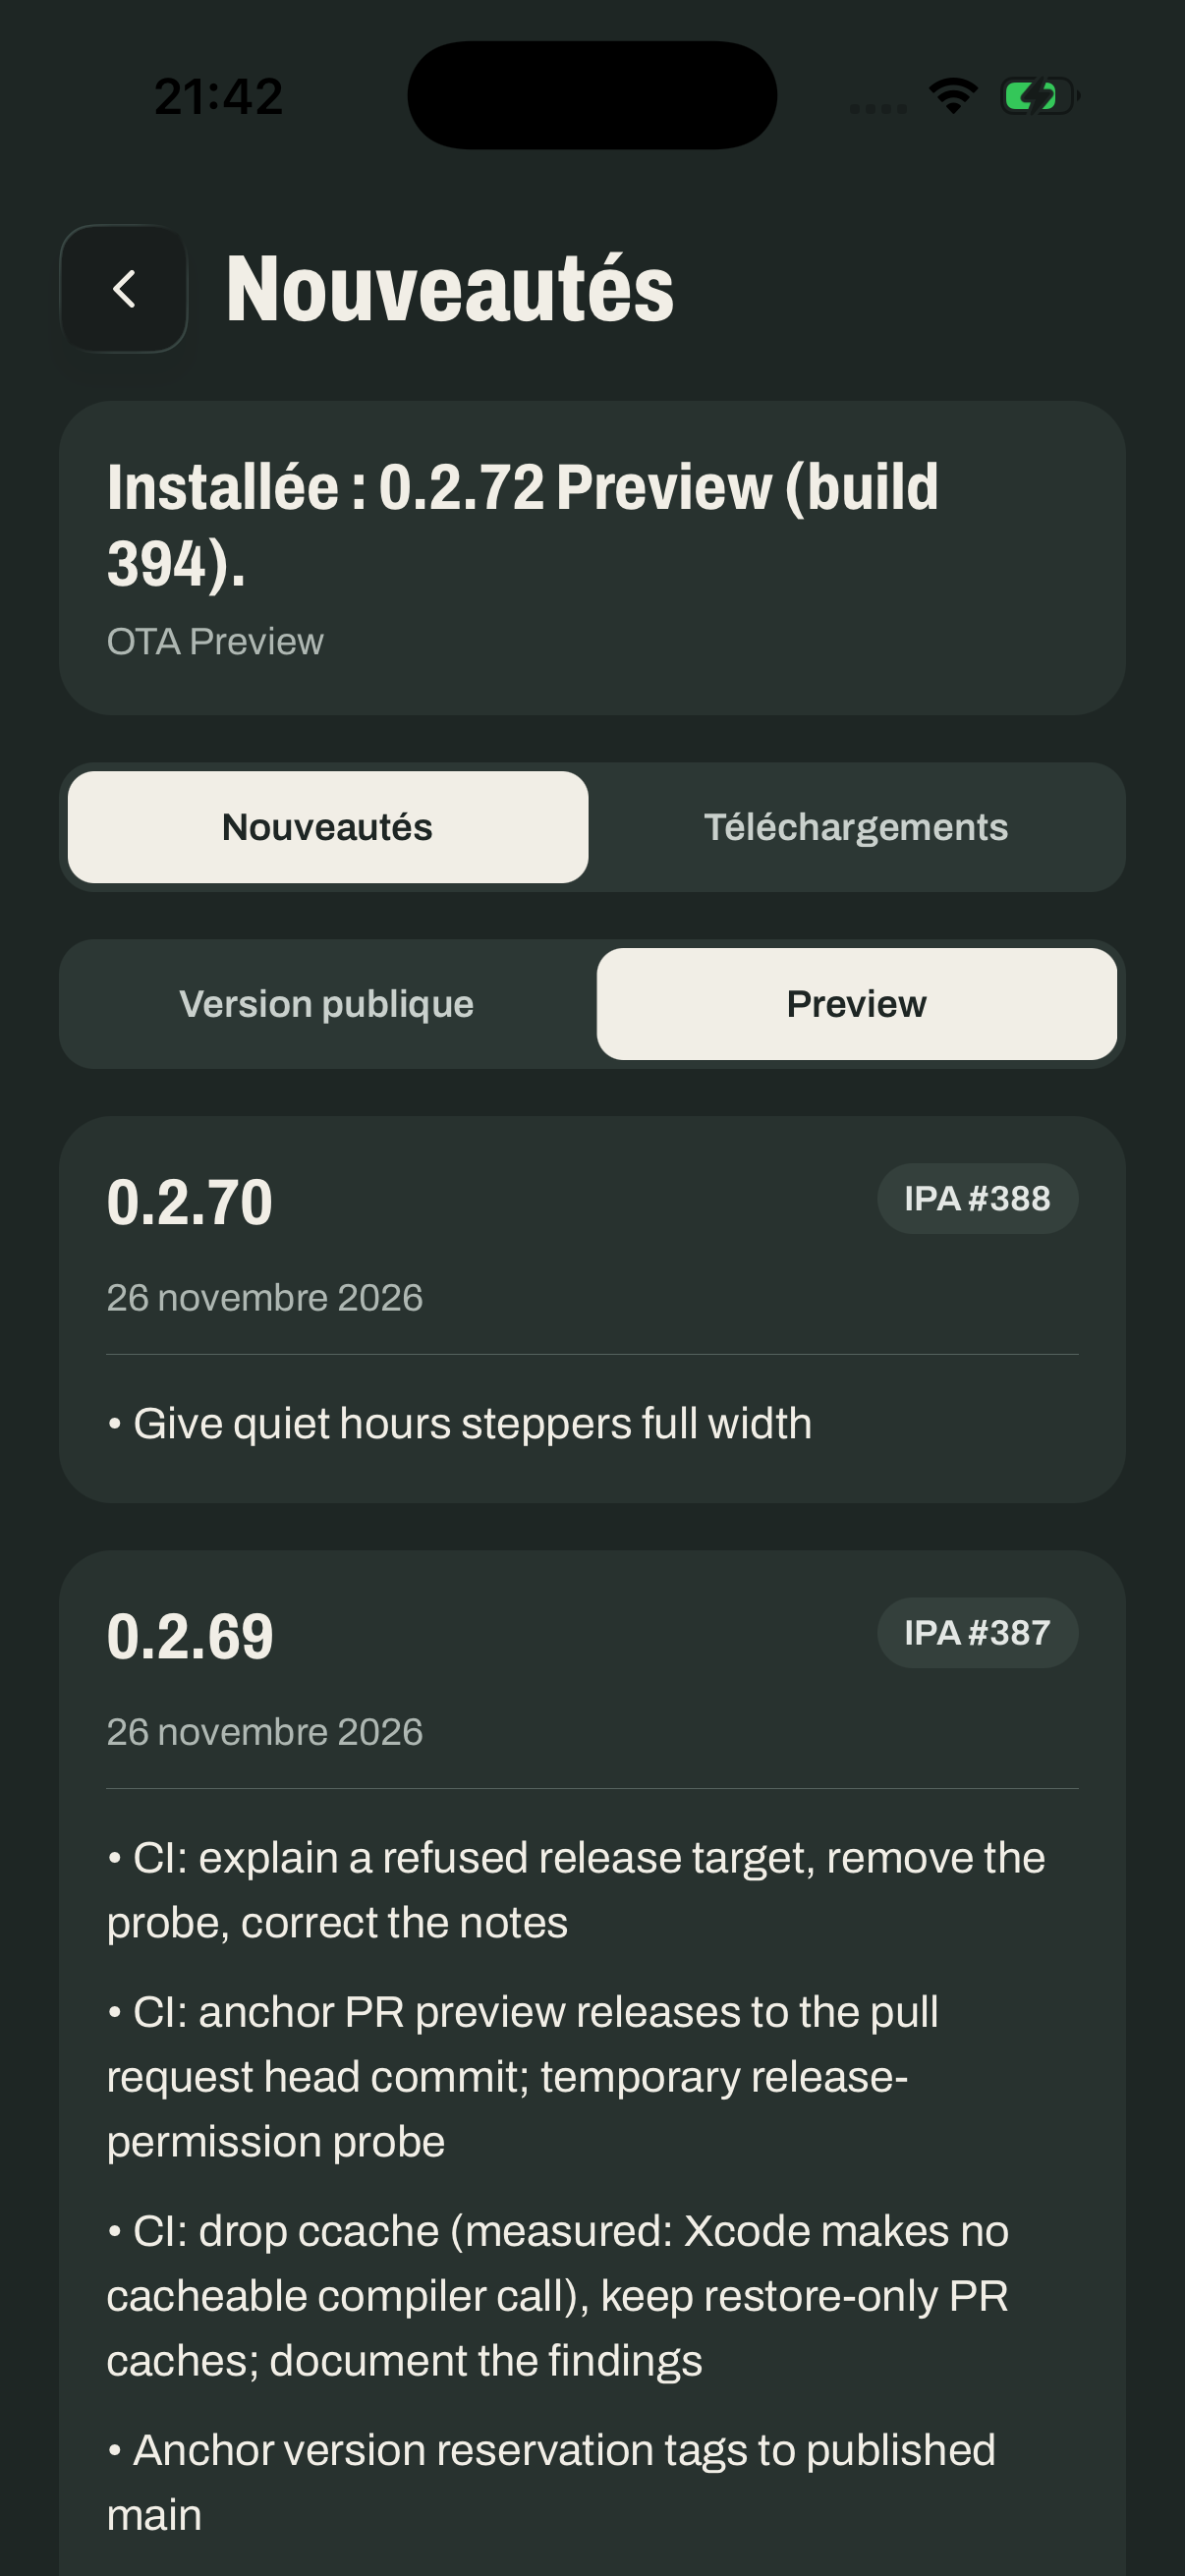 21:42
Nouveautés
Installée : 0.2.72 Preview (build
394).
OTA Preview
Nouveautés
Téléchargements
Version publique
Preview
0.2.70
IPA #388
26 novembre 2026
• Give quiet hours steppers full width
0.2.69
IPA #387
26 novembre 2026
• CI: explain a refused release target, remove the
probe, correct the notes
• CI: anchor PR preview releases to the pull
request head commit; temporary release-
permission probe
• CI: drop ccache (measured: Xcode makes no
cacheable compiler call), keep restore-only PR
caches; document the findings
• Anchor version reservation tags to published
main